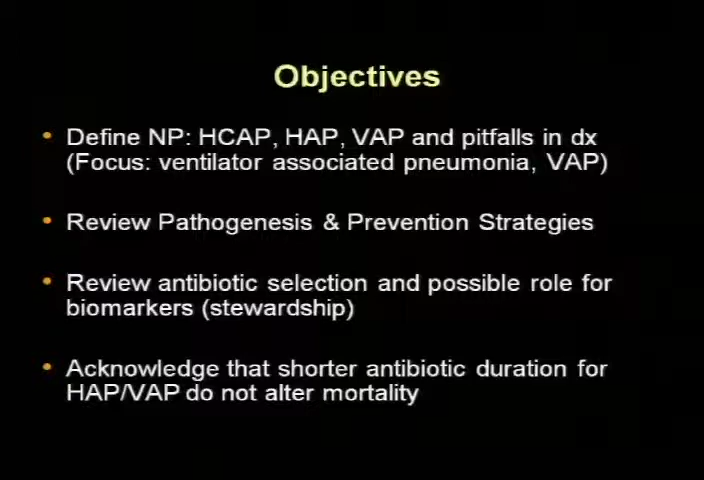 Objectives
• Define NP: HCAP, HAP, VAP and pitfalls in dx
(Focus: ventilator associated pneumonia, VAP)
• Review Pathogenesis & Prevention Strategies
• Review antibiotic selection and possible role for
biomarkers (stewardship)
• Acknowledge that shorter antibiotic duration for
HAP/VAP do not alter mortality